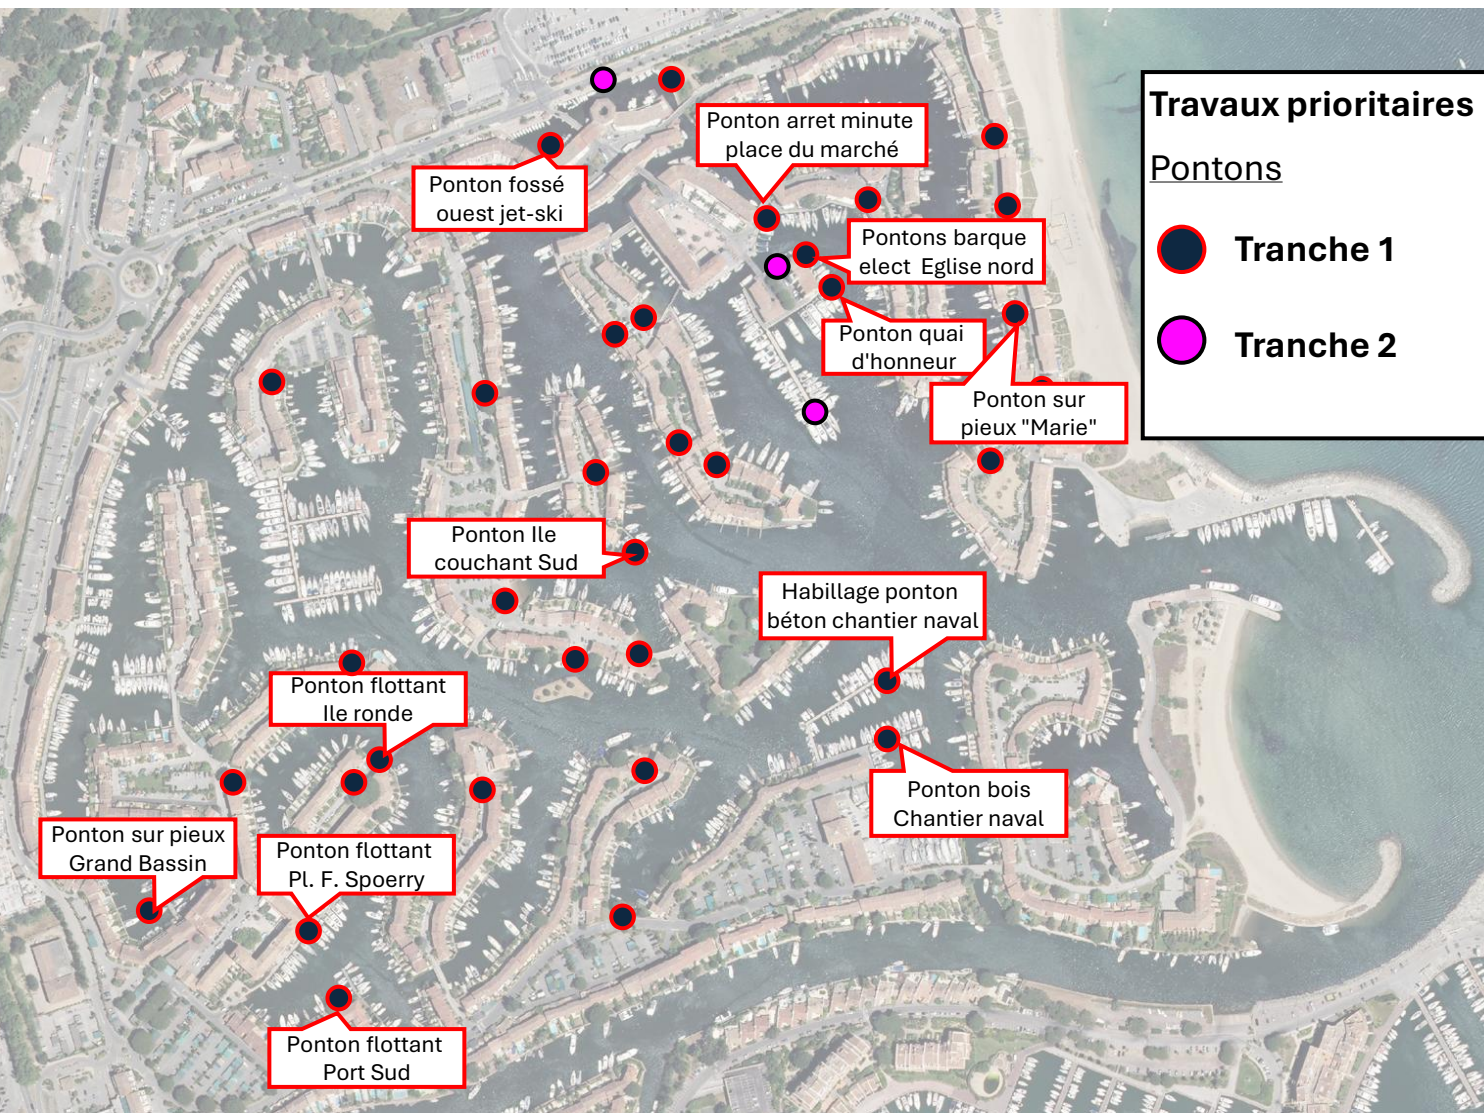 Travaux prioritaires
Pontons
Tranche 1
Tranche 2
Ponton arret minute
place du marché
Ponton fossé
ouest jet-ski
Pontons barque
elect  Eglise nord
Ponton quai
d'honneur
Ponton sur
pieux "Marie"
Ponton Ile
couchant Sud
Habillage ponton
béton chantier naval
Ponton flottant
Ile ronde
Ponton bois
Chantier naval
Ponton sur pieux
Grand Bassin
Ponton flottant
Pl. F. Spoerry
Ponton flottant
Port Sud